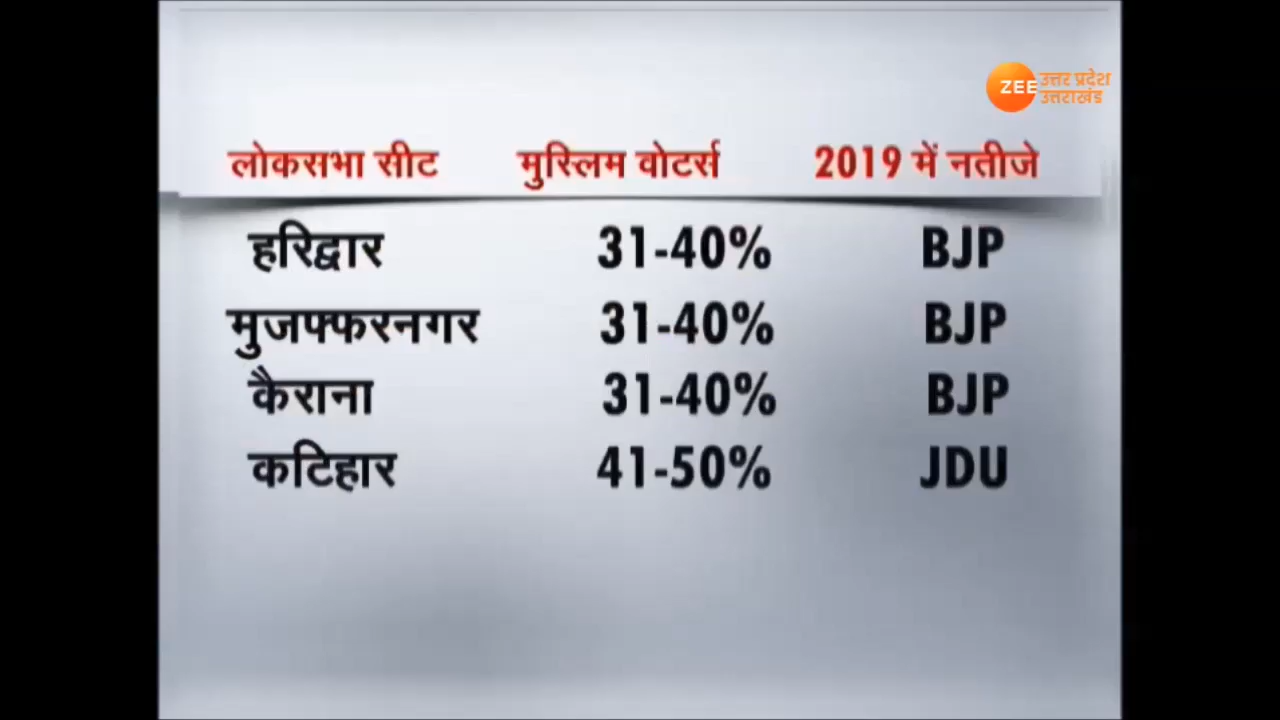 ZEE उत्तर प्रदेश
उत्तराखंड
लोकसभा सीट मुस्लिम वोटर्स 2019 में नतीजे
हरिद्वार 31-40% BJP
मुजफ्फरनगर 31-40% BJP
कैराना 31-40% BJP
कटिहार 41-50% JDU